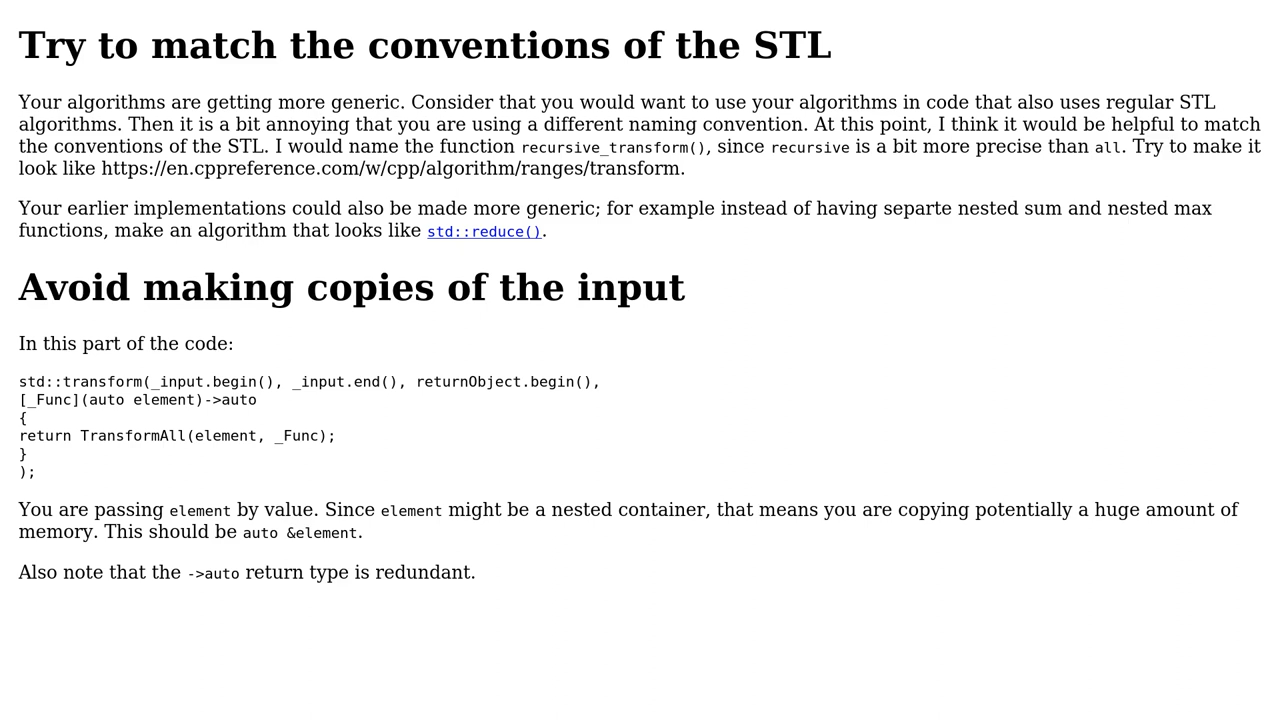 Try to match the conventions of the STL
Your algorithms are getting more generic. Consider that you would want to use your algorithms in code that also uses regular STL
algorithms. Then it is a bit annoying that you are using a different naming convention. At this point, I think it would be helpful to match
the conventions of the STL. I would name the function recursive_transform(), since recursive is a bit more precise than all. Try to make it
look like https://en.cppreference.com/w/cpp/algorithm/ranges/transform.
Your earlier implementations could also be made more generic; for example instead of having separte nested sum and nested max
functions, make an algorithm that looks like std::reduce().
Avoid making copies of the input
In this part of the code:
std::transform(_input.begin(), _input.end(), returnObject.begin(),
[_Func](auto element)->auto
{
return TransformAll(element, _Func);
}
);
You are passing element by value. Since element might be a nested container, that means you are copying potentially a huge amount of
memory. This should be auto &element.
Also note that the ->auto return type is redundant.